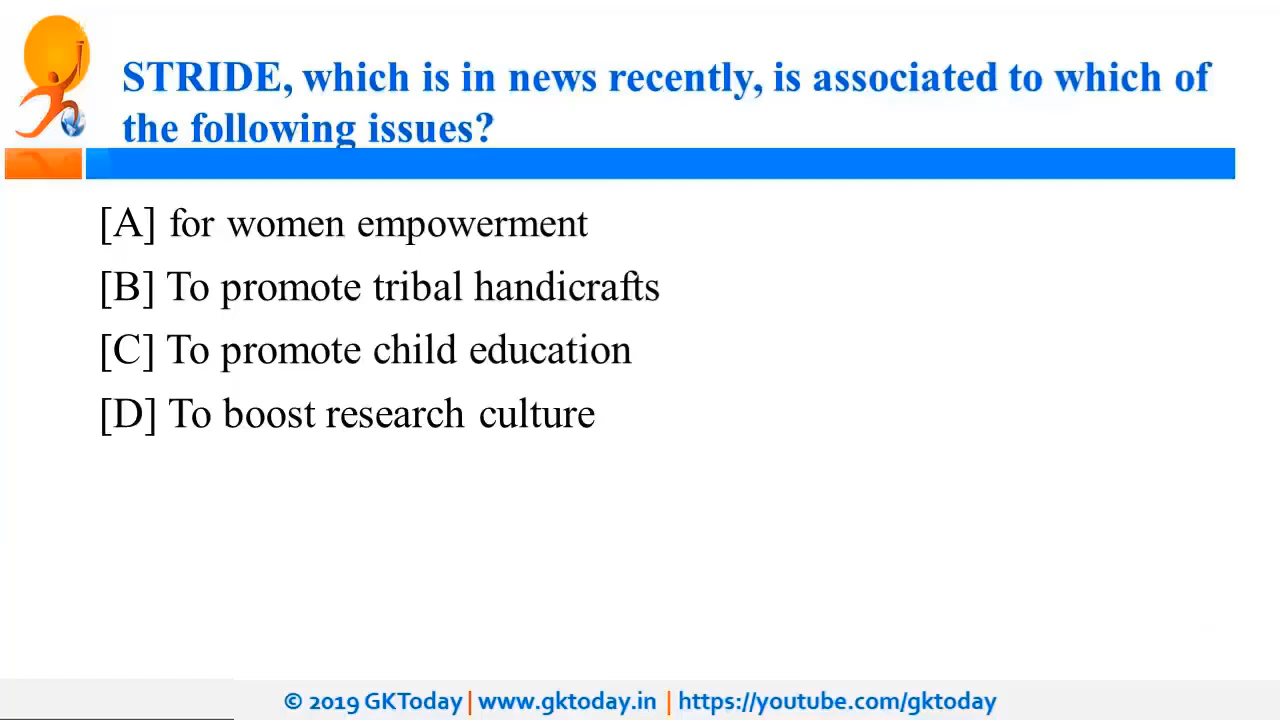 STRIDE, which is in news recently, is associated to which of
the following issues?
[A] for women empowerment
[B] To promote tribal handicrafts
[C] To promote child education
[D] To boost research culture
© 2019 GKToday | www.gktoday.in | https://youtube.com/gktoday